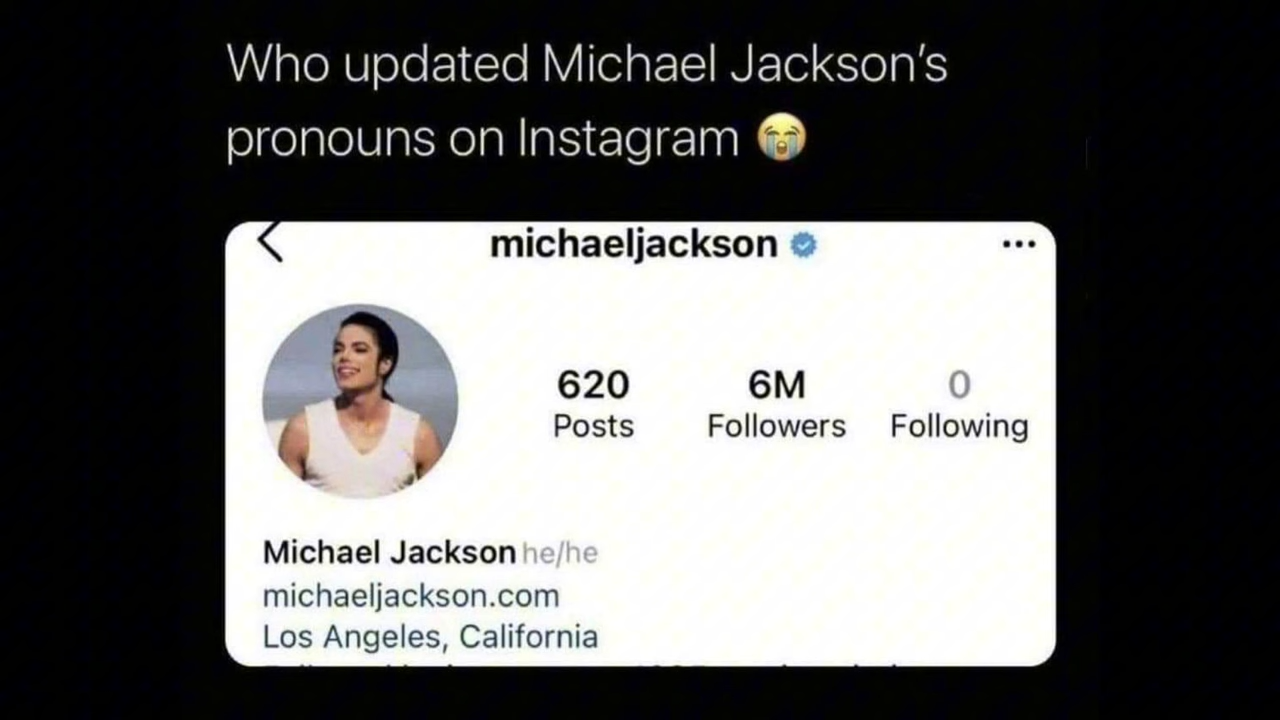 Who updated Michael Jackson's
pronouns on Instagram 😭
michaeljackson
620 6M 0
Posts Followers Following
Michael Jackson he/he
michaeljackson.com
Los Angeles, California